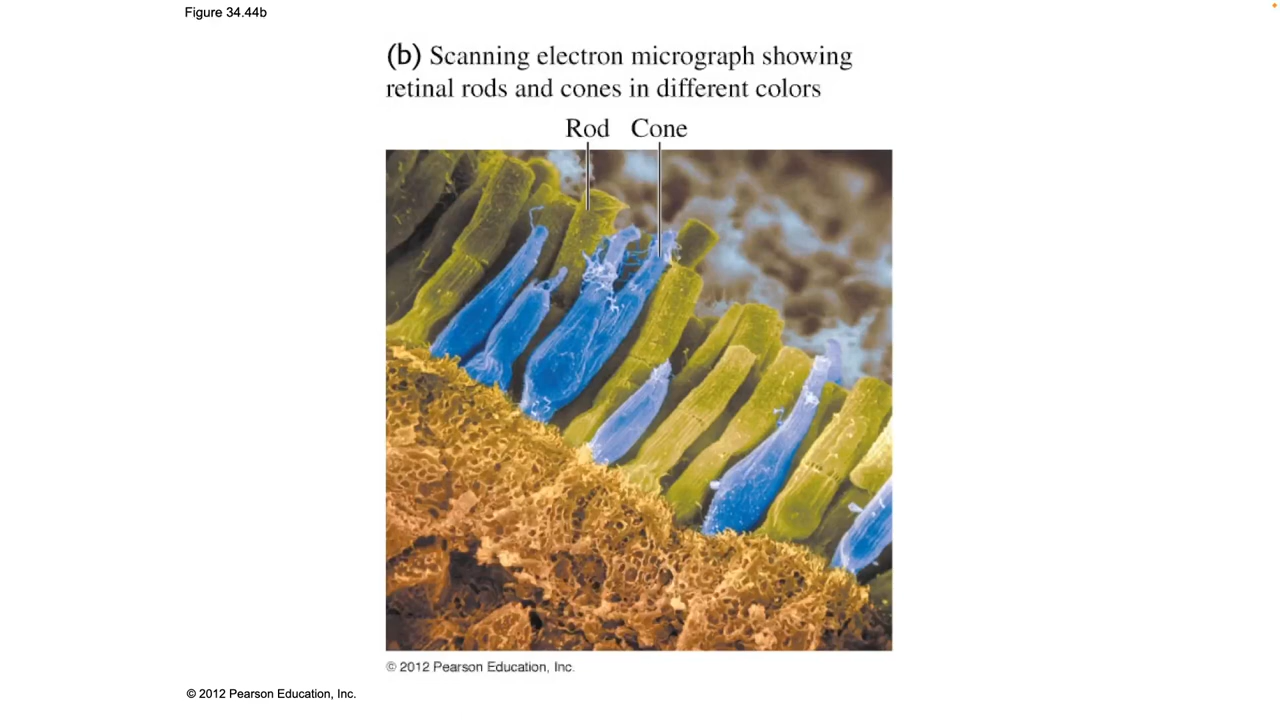 Figure 34.44b
(b) Scanning electron micrograph showing
retinal rods and cones in different colors
Rod Cone
© 2012 Pearson Education, Inc.
© 2012 Pearson Education, Inc.